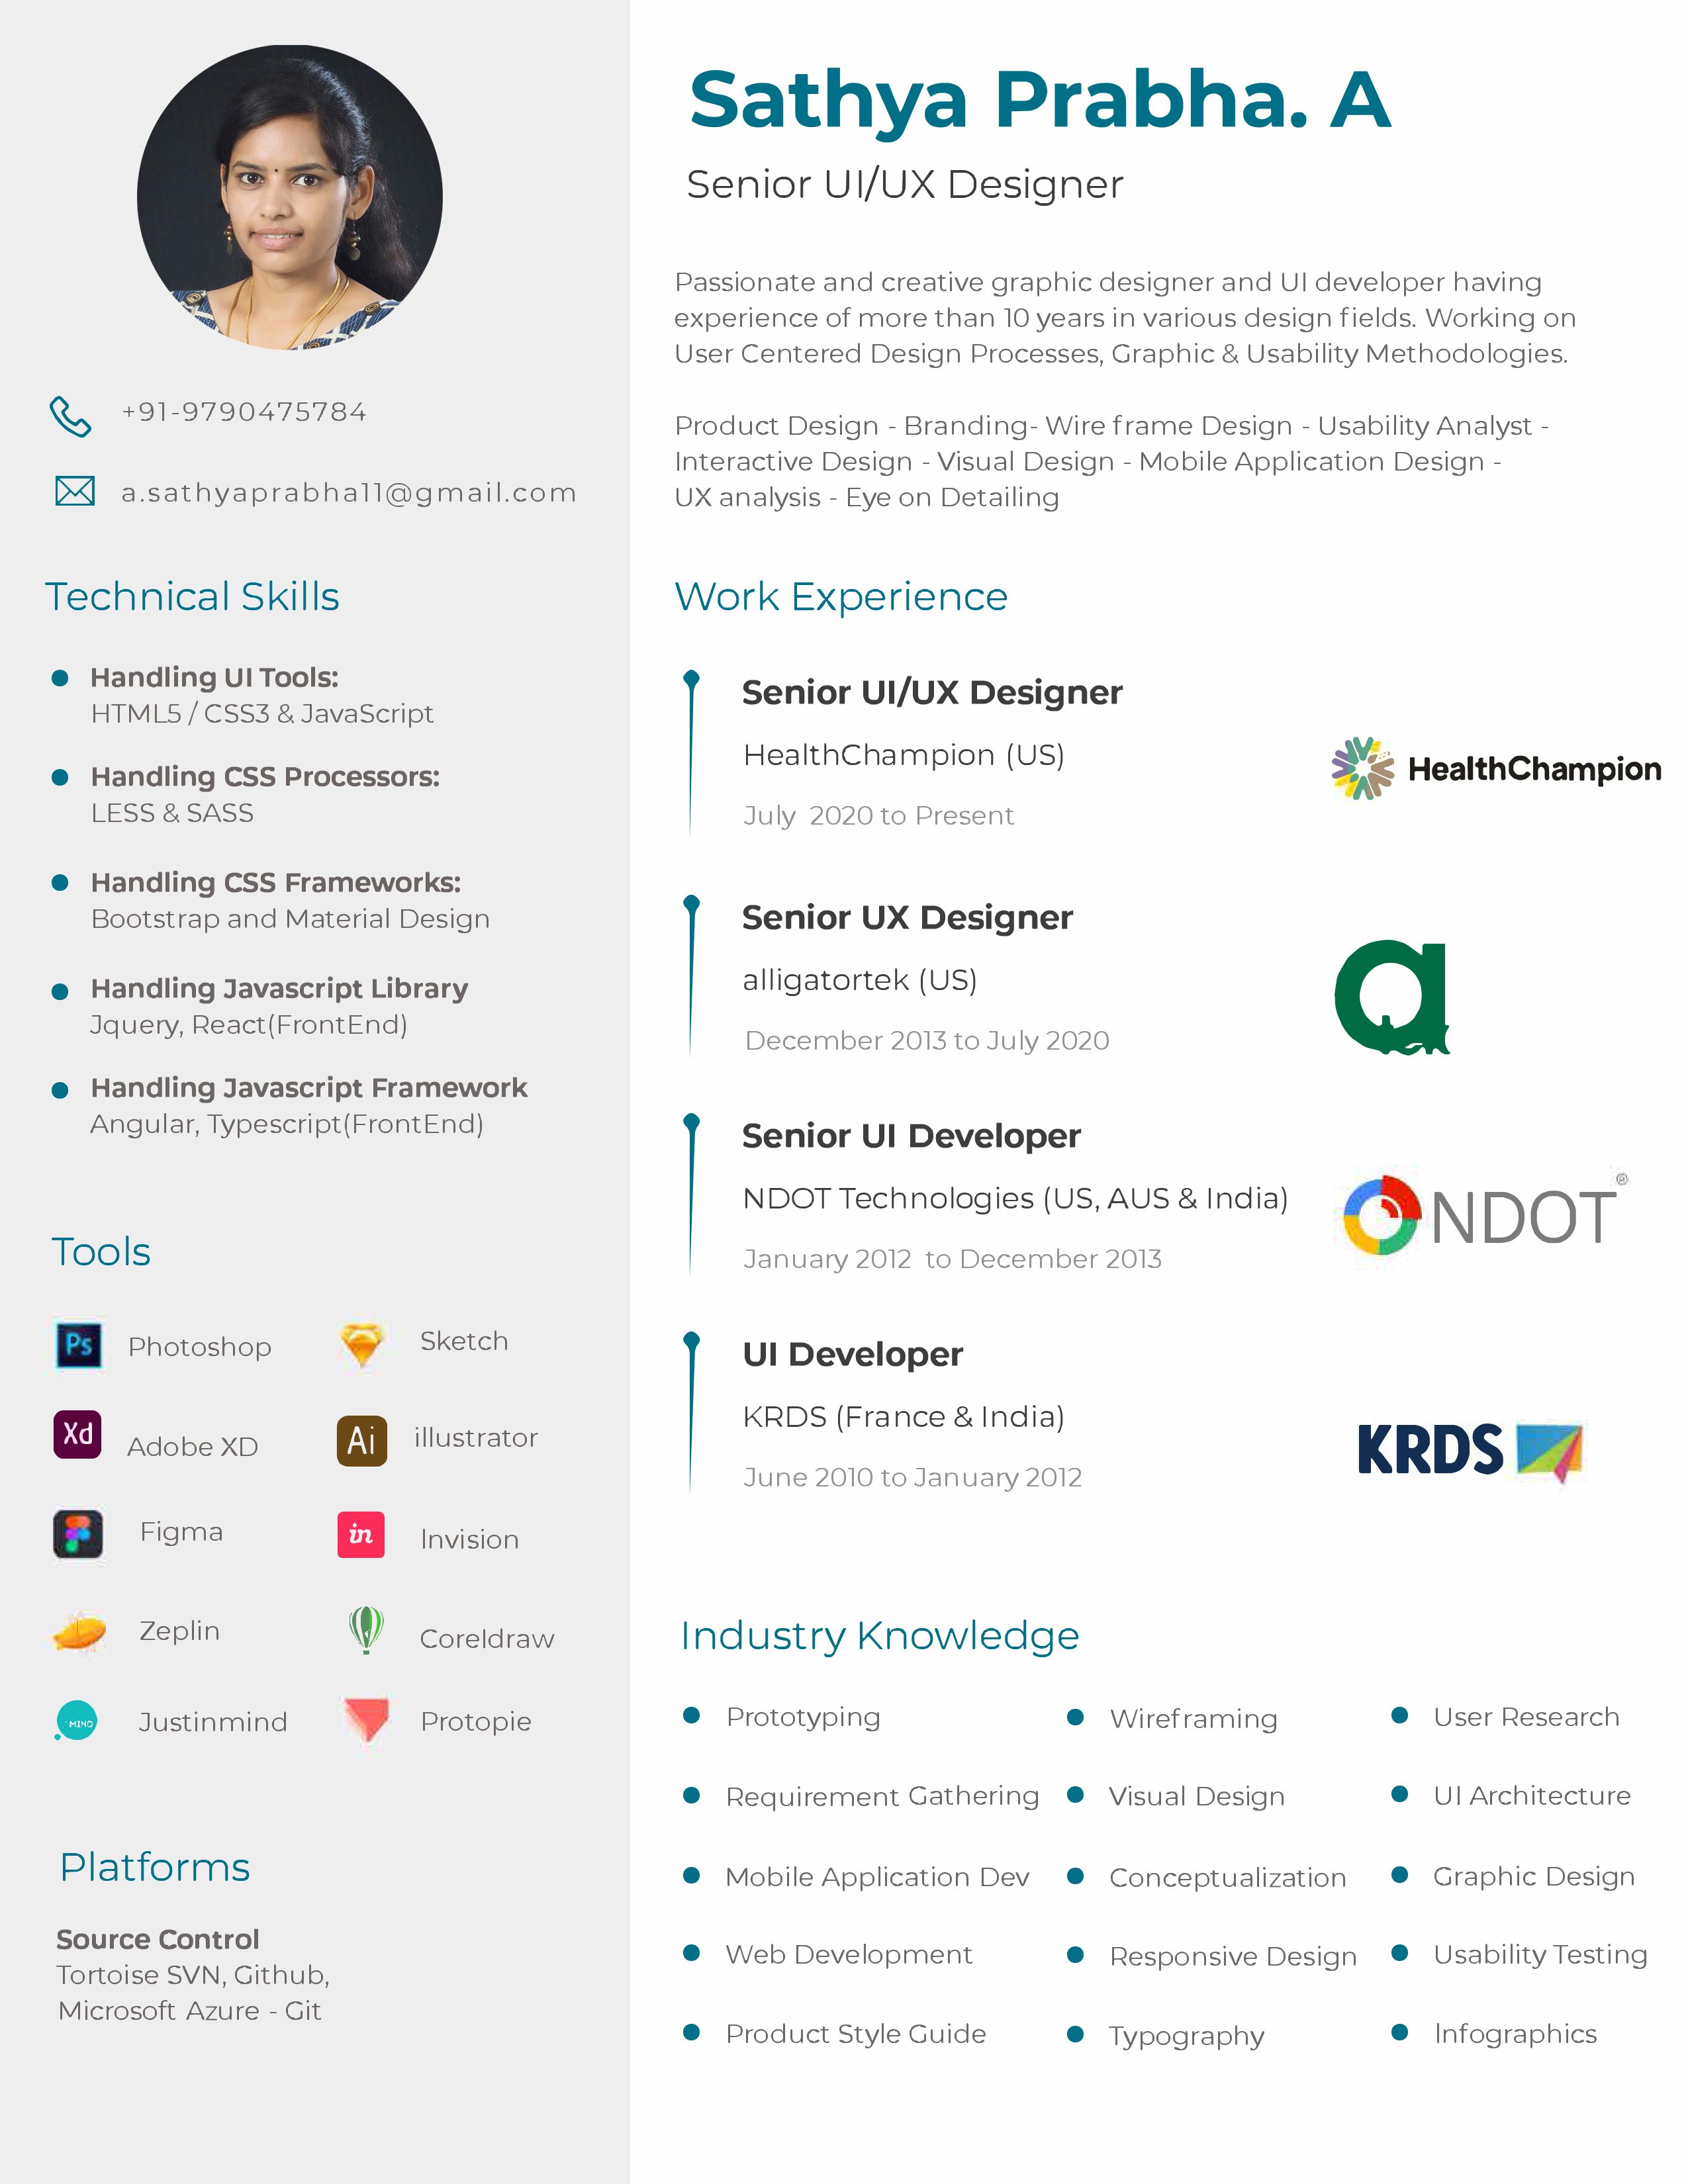 Sathya Prabha. A
Senior UI/UX Designer
Passionate and creative graphic designer and UI developer having
experience of more than 10 years in various design fields. Working on
User Centered Design Processes, Graphic & Usability Methodologies.
Product Design - Branding- Wire frame Design - Usability Analyst -
Interactive Design - Visual Design - Mobile Application Design -
UX analysis - Eye on Detailing
+91-9790475784
a.sathyaprabha11@gmail.com
Technical Skills
Handling UI Tools:
HTML5 / CSS3 & JavaScript
Handling CSS Processors:
LESS & SASS
Handling CSS Frameworks:
Bootstrap and Material Design
Handling Javascript Library
Jquery, React(FrontEnd)
Handling Javascript Framework
Angular, Typescript(FrontEnd)
Tools
Ps Photoshop
Sketch
Xd Adobe XD
Ai illustrator
Figma
in Invision
Zeplin
Coreldraw
MIND Justinmind
Protopie
Platforms
Source Control
Tortoise SVN, Github,
Microsoft Azure - Git
Work Experience
Senior UI/UX Designer
HealthChampion (US)
July 2020 to Present
HealthChampion
Senior UX Designer
alligatortek (US)
December 2013 to July 2020
a
Senior UI Developer
NDOT Technologies (US, AUS & India)
January 2012 to December 2013
NDOT®
UI Developer
KRDS (France & India)
June 2010 to January 2012
KRDS
Industry Knowledge
Prototyping
Wireframing
User Research
Requirement Gathering
Visual Design
UI Architecture
Mobile Application Dev
Conceptualization
Graphic Design
Web Development
Responsive Design
Usability Testing
Product Style Guide
Typography
Infographics